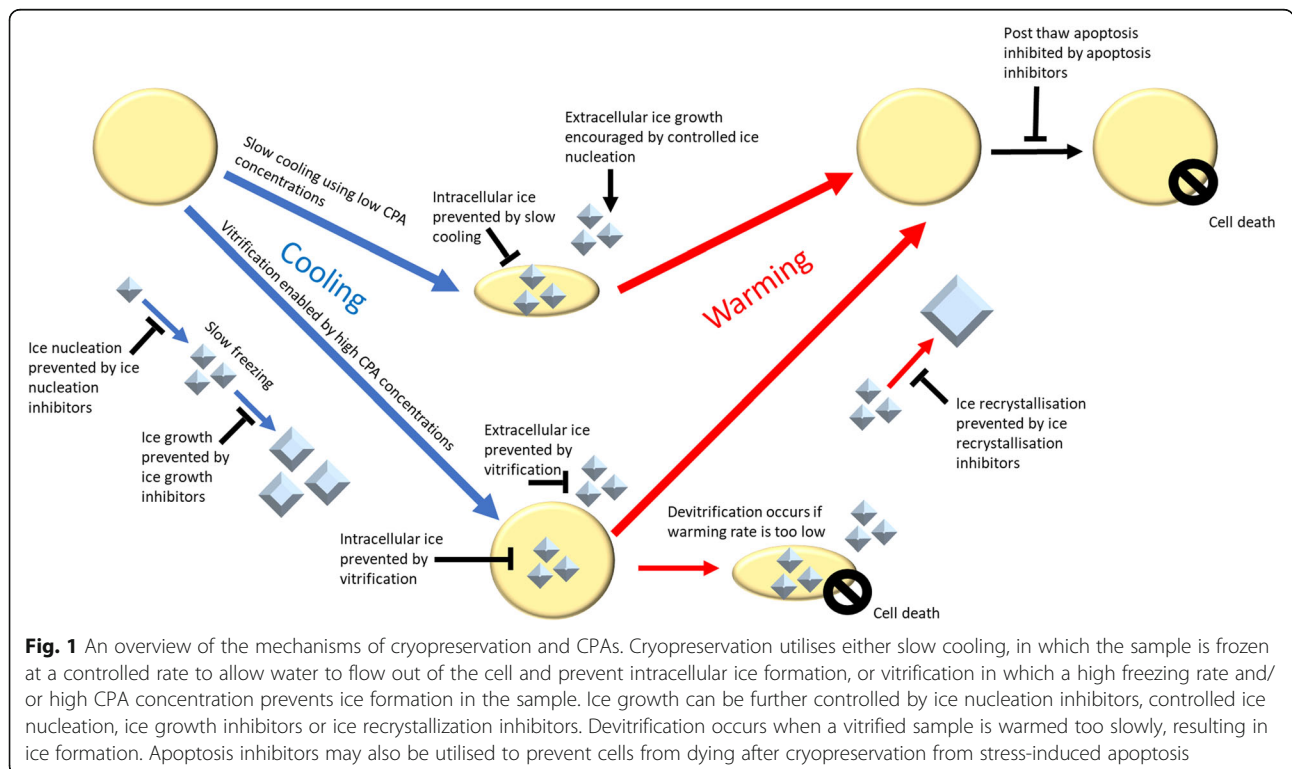 Post thaw apoptosis
inhibited by apoptosis
inhibitors
Extracellular ice growth
encouraged by controlled ice
nucleation
Slow cooling using low CPA
concentrations
Intracellular ice
prevented by slow
cooling
Cell death
Cooling
Warming
Vitrification enabled by high CPA concentrations
Ice nucleation
prevented by ice
nucleation
inhibitors
Slow freezing
Ice growth
prevented by
ice growth
inhibitors
Ice recrystallisation
prevented by ice
recrystallisation
inhibitors
Extracellular ice
prevented by
vitrification
Intracellular ice
prevented by
vitrification
Devitrification occurs if
warming rate is too low
Cell death
Fig. 1 An overview of the mechanisms of cryopreservation and CPAs. Cryopreservation utilises either slow cooling, in which the sample is frozen
at a controlled rate to allow water to flow out of the cell and prevent intracellular ice formation, or vitrification in which a high freezing rate and/
or high CPA concentration prevents ice formation in the sample. Ice growth can be further controlled by ice nucleation inhibitors, controlled ice
nucleation, ice growth inhibitors or ice recrystallization inhibitors. Devitrification occurs when a vitrified sample is warmed too slowly, resulting in
ice formation. Apoptosis inhibitors may also be utilised to prevent cells from dying after cryopreservation from stress-induced apoptosis